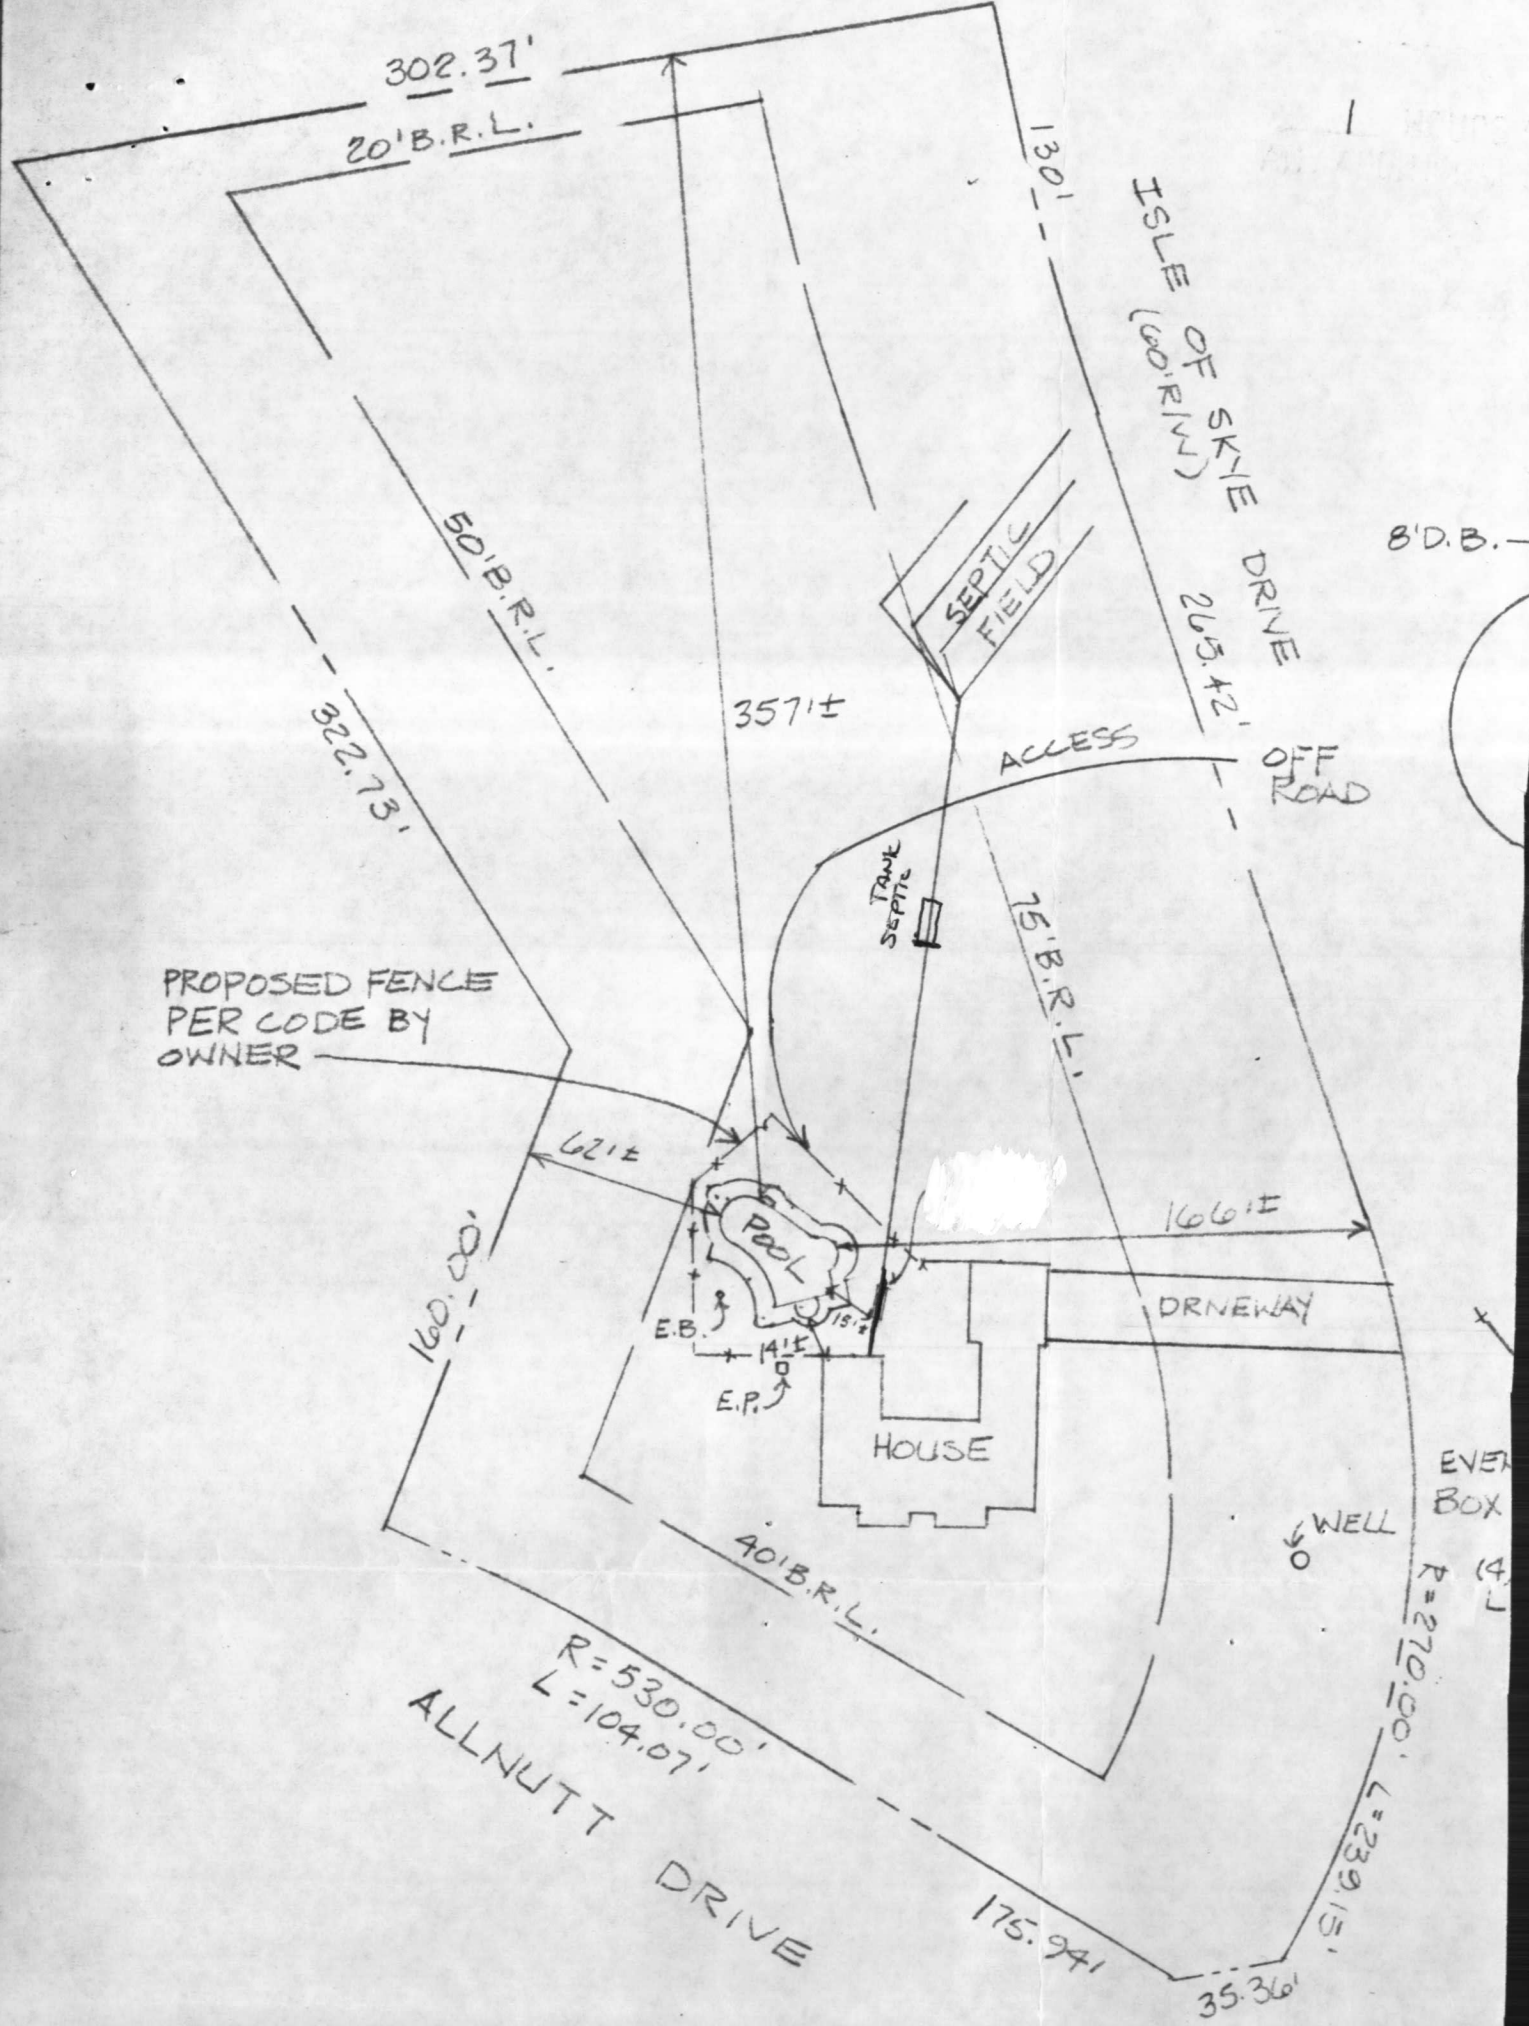 302.37'
20' B.R.L.
130'
ISLE OF SKYE DRIVE
(60' R/W)
50' B.R.L.
SEPTIC
FIELD
8' D.B.
265.42'
322.73'
357'±
ACCESS
OFF
ROAD
TANK
SEPTIC
75' B.R.L.
PROPOSED FENCE
PER CODE BY
OWNER
62'±
POOL
166'±
160.00'
E.B.
15'±
14'±
E.P.
DRIVEWAY
HOUSE
WELL
BOX
(4
40' B.R.L.
R=270.00' L=239.15'
R=530.00'
L=104.07'
ALLNUTT DRIVE
175.94'
35.36'